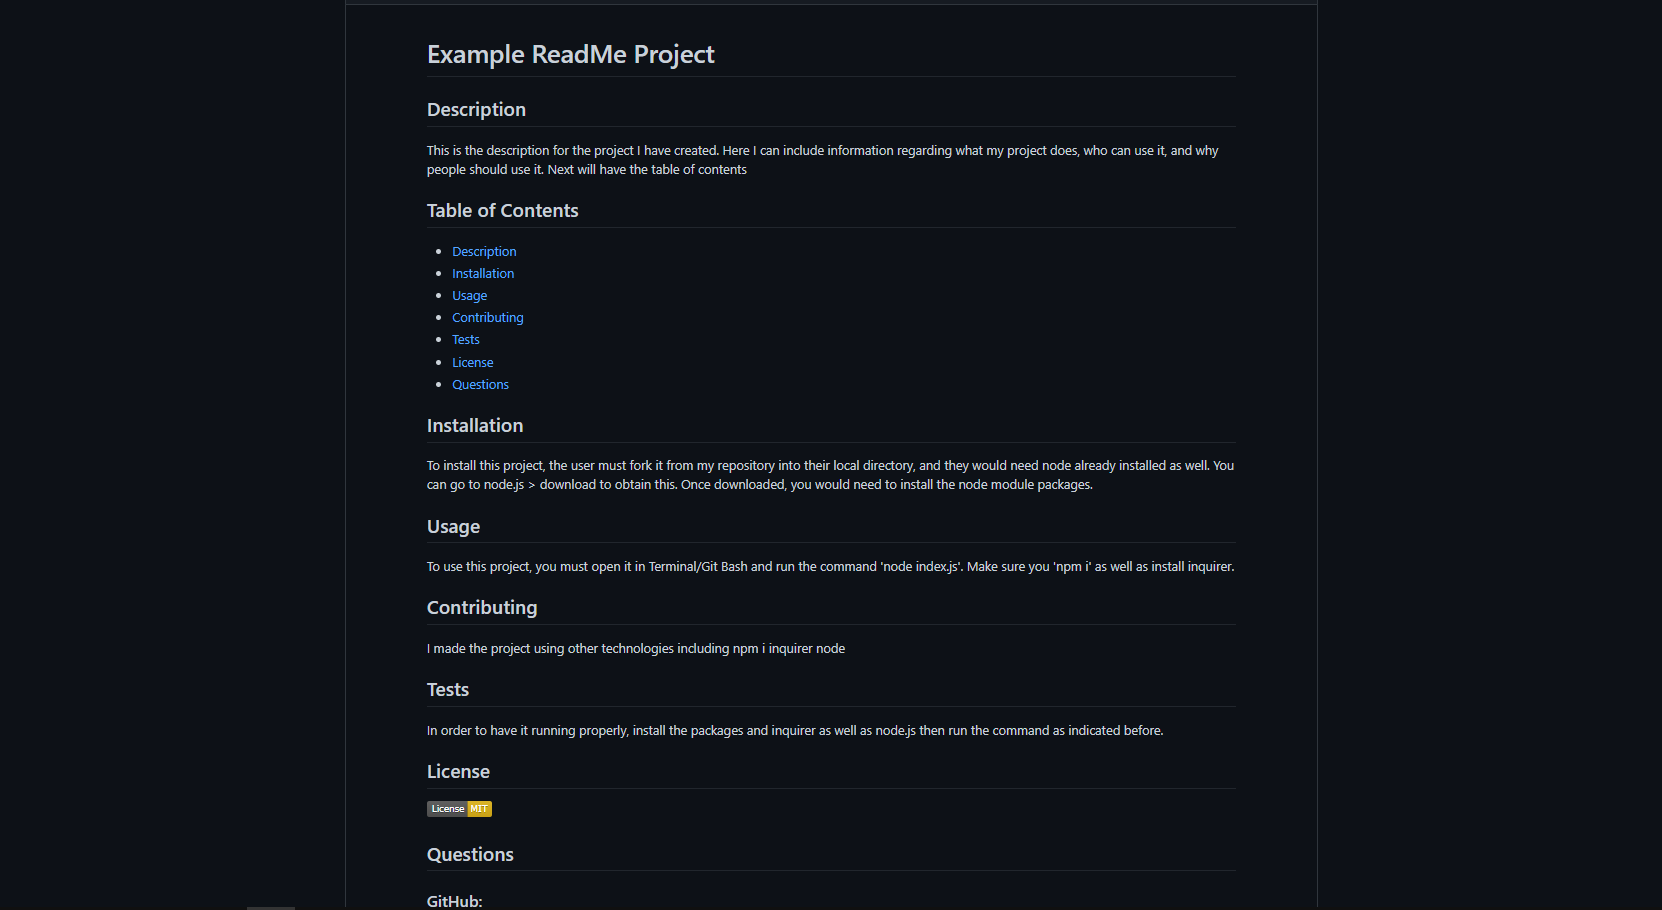 Example ReadMe Project
Description
This is the description for the project I have created. Here I can include information regarding what my project does, who can use it, and why
people should use it. Next will have the table of contents
Table of Contents
Description
Installation
Usage
Contributing
Tests
License
Questions
Installation
To install this project, the user must fork it from my repository into their local directory, and they would need node already installed as well. You
can go to node.js > download to obtain this. Once downloaded, you would need to install the node module packages.
Usage
To use this project, you must open it in Terminal/Git Bash and run the command 'node index.js'. Make sure you 'npm i' as well as install inquirer.
Contributing
I made the project using other technologies including npm i inquirer node
Tests
In order to have it running properly, install the packages and inquirer as well as node.js then run the command as indicated before.
License
License MIT
Questions
GitHub: